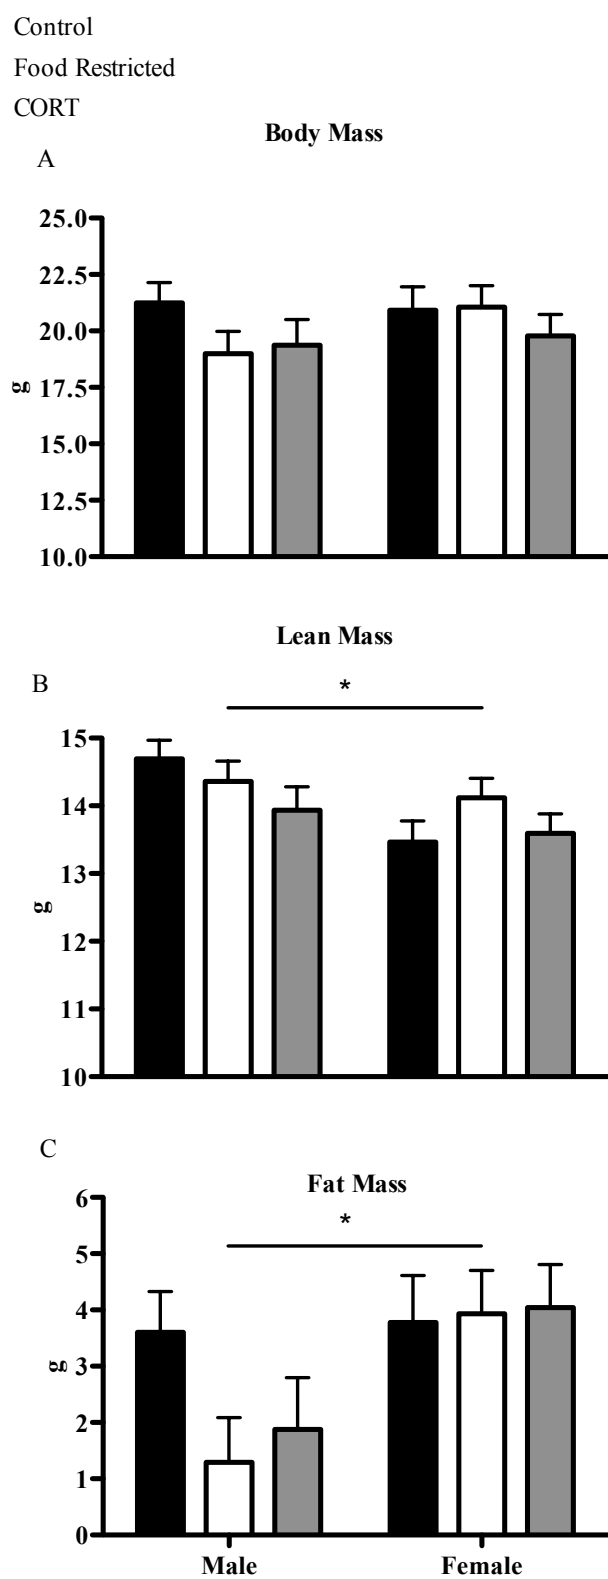 Control
Food Restricted
CORT
Body Mass
A
25.0
22.5
20.0
g
17.5
15.0
12.5
10.0
Lean Mass
B
*
15
14
13
g
12
11
10
C
Fat Mass
*
6
5
4
g
3
2
1
0
Male Female